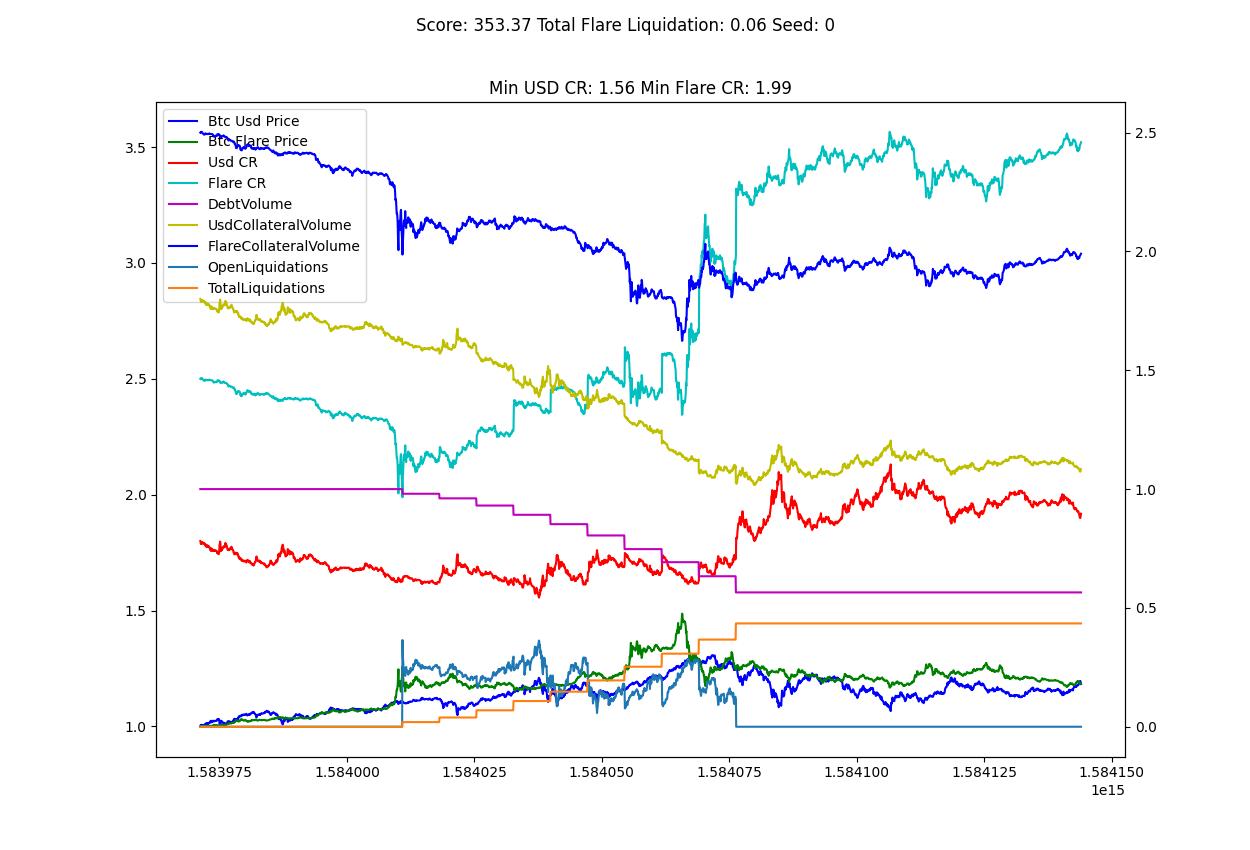 Score: 353.37 Total Flare Liquidation: 0.06 Seed: 0
Min USD CR: 1.56 Min Flare CR: 1.99
Btc Usd Price
Btc Flare Price
Usd CR
Flare CR
DebtVolume
UsdCollateralVolume
FlareCollateralVolume
OpenLiquidations
TotalLiquidations
3.5
3.0
2.5
2.0
1.5
1.0
2.5
2.0
1.5
1.0
0.5
0.0
1.583975 1.584000 1.584025 1.584050 1.584075 1.584100 1.584125 1.584150
1e15